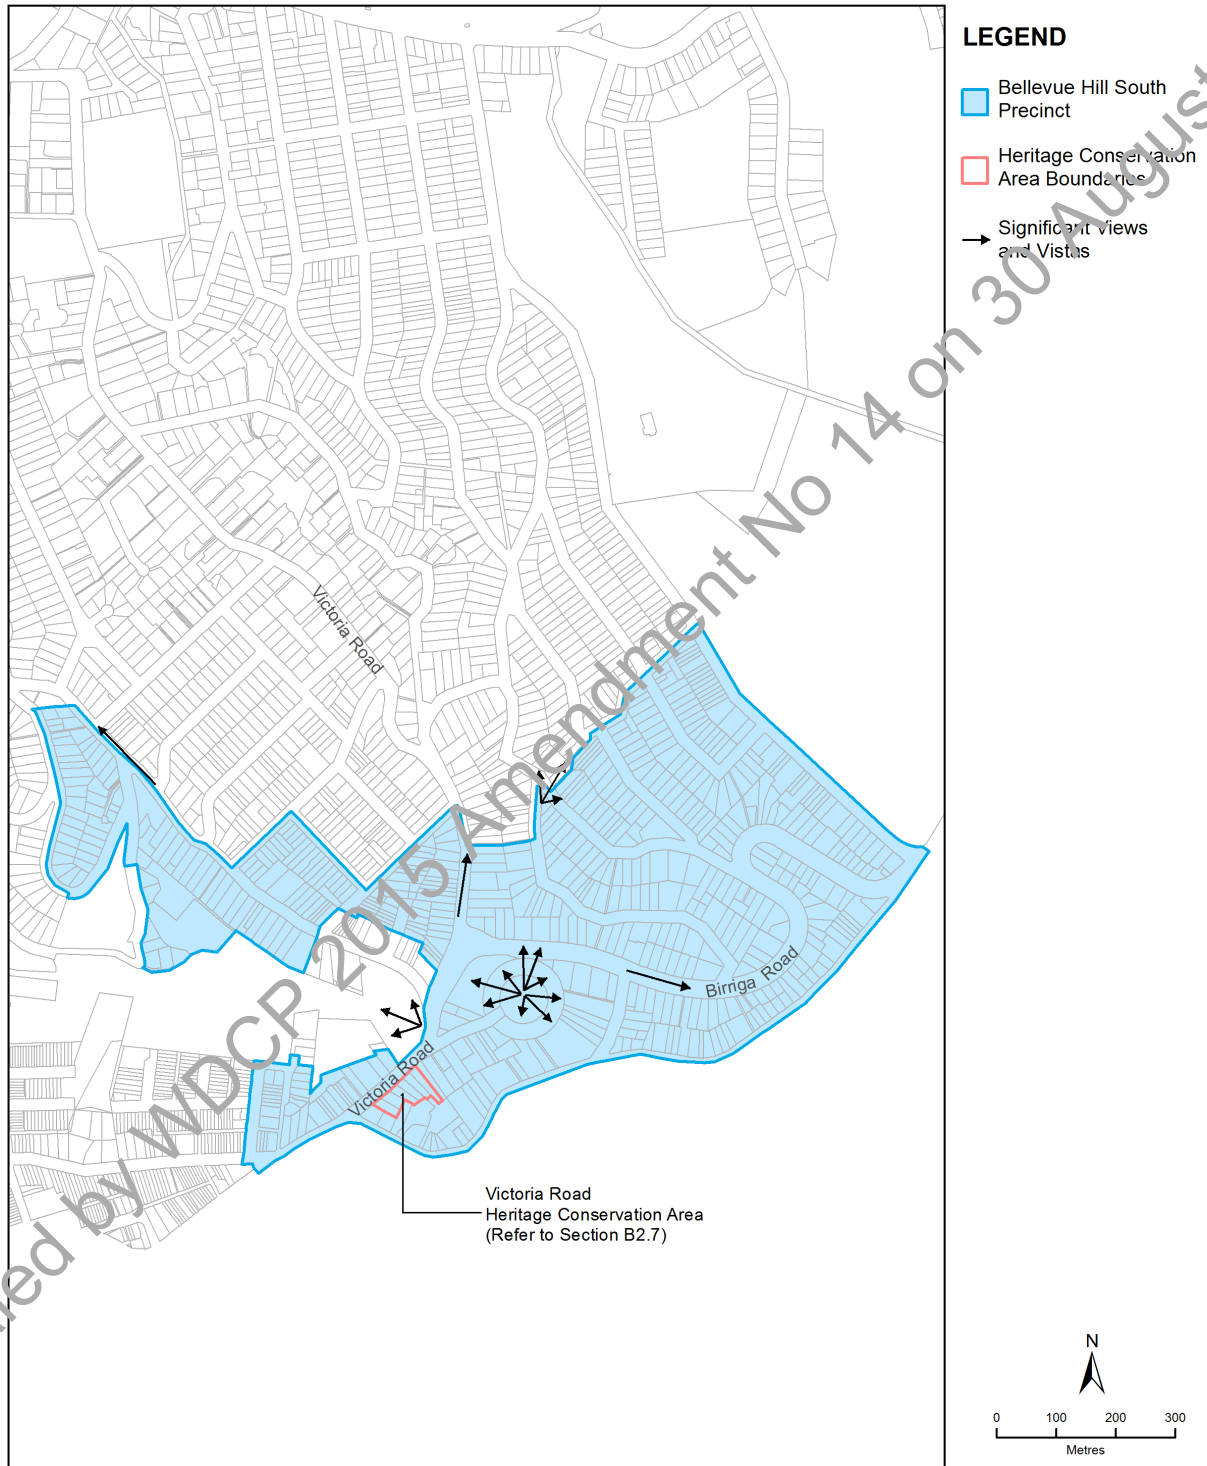 LEGEND
Bellevue Hill South
Precinct
Heritage Conservation
Area Boundaries
Significant Views
and Vistas
Victoria Road
Birriga Road
Victoria Road
Victoria Road
Heritage Conservation Area
(Refer to Section B2.7)
by WDCP 2015 Amendment No 14 on 30 August
N
0 100 200 300
Metres